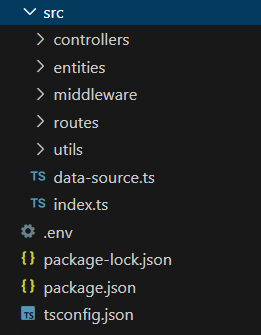 src
controllers
entities
middleware
routes
utils
TS data-source.ts
TS index.ts
.env
{} package-lock.json
{} package.json
TS tsconfig.json